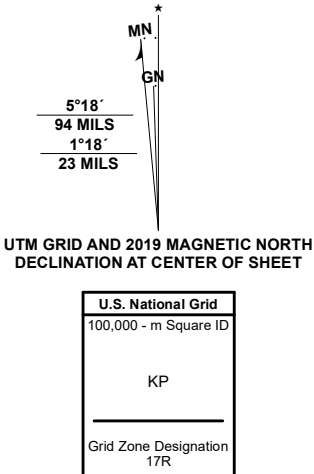 ★
MN
GN
5°18´
94 MILS
1°18´
23 MILS
UTM GRID AND 2019 MAGNETIC NORTH
DECLINATION AT CENTER OF SHEET
U.S. National Grid
100,000 - m Square ID
KP
Grid Zone Designation
17R